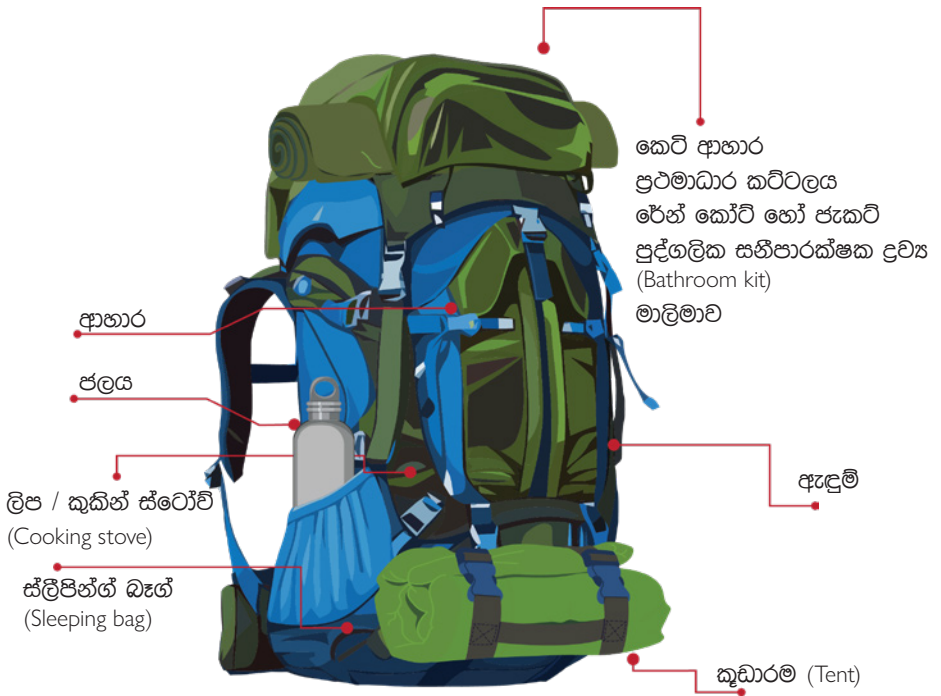 කෙටි ආහාර
ප්‍රථමාධාර කට්ටලය
රේන් කෝට් හෝ ජැකට්
පුද්ගලික සනීපාරක්ෂක ද්‍රව්‍ය
(Bathroom kit)
මාලිමාව
ආහාර
ජලය
ඇඳුම්
ලිප / කුකින් ස්ටෝව්
(Cooking stove)
ස්ලීපින්ග් බෑග්
(Sleeping bag)
කූඩාරම (Tent)